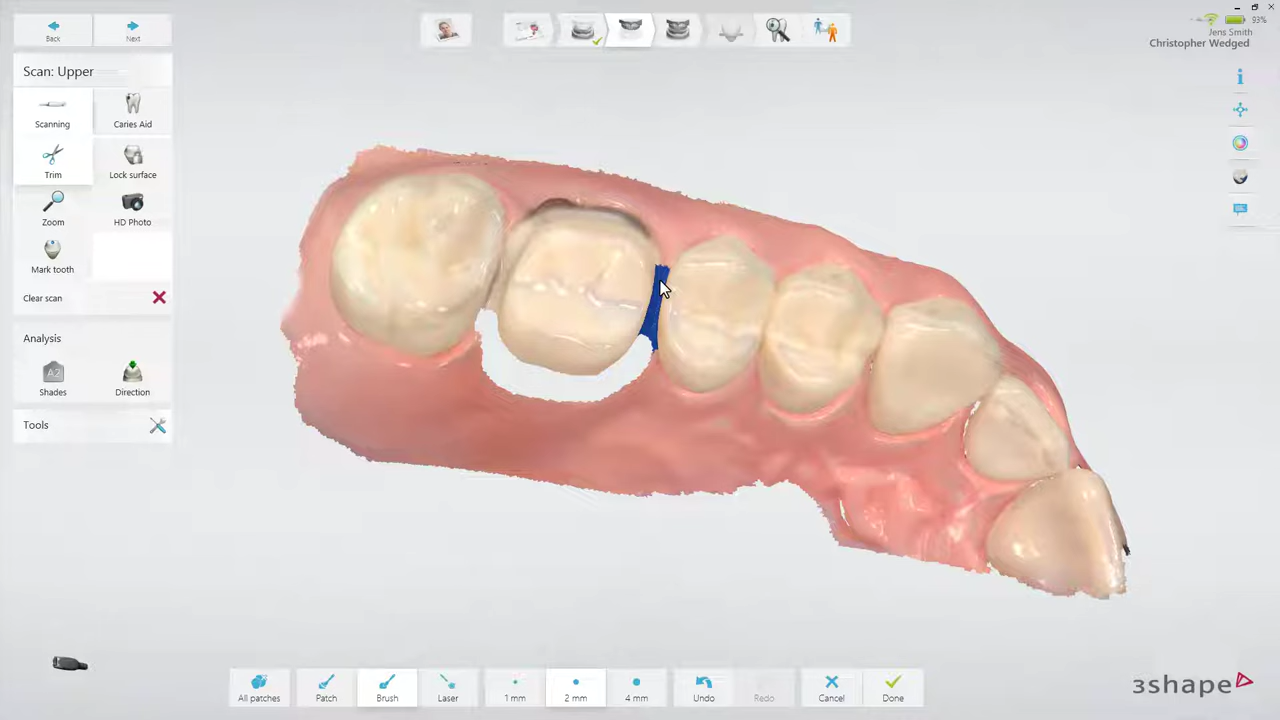 Back
Next
93%
Jens Smith
Christopher Wedged
Scan: Upper
Scanning
Caries Aid
Trim
Lock surface
Zoom
HD Photo
Mark tooth
Clear scan
Analysis
A2
Shades
Direction
Tools
All patches
Patch
Brush
Laser
1 mm
2 mm
4 mm
Undo
Redo
Cancel
Done
3shape